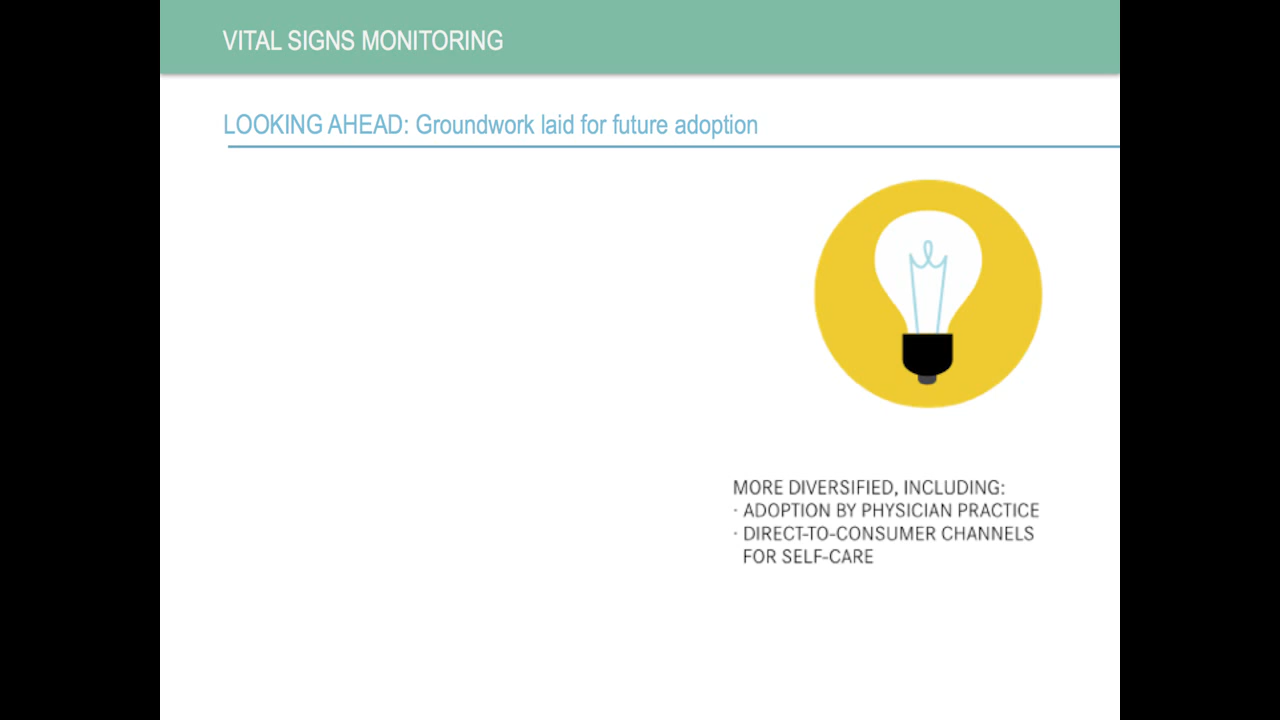 VITAL SIGNS MONITORING
LOOKING AHEAD: Groundwork laid for future adoption
MORE DIVERSIFIED, INCLUDING:
· ADOPTION BY PHYSICIAN PRACTICE
· DIRECT-TO-CONSUMER CHANNELS
FOR SELF-CARE